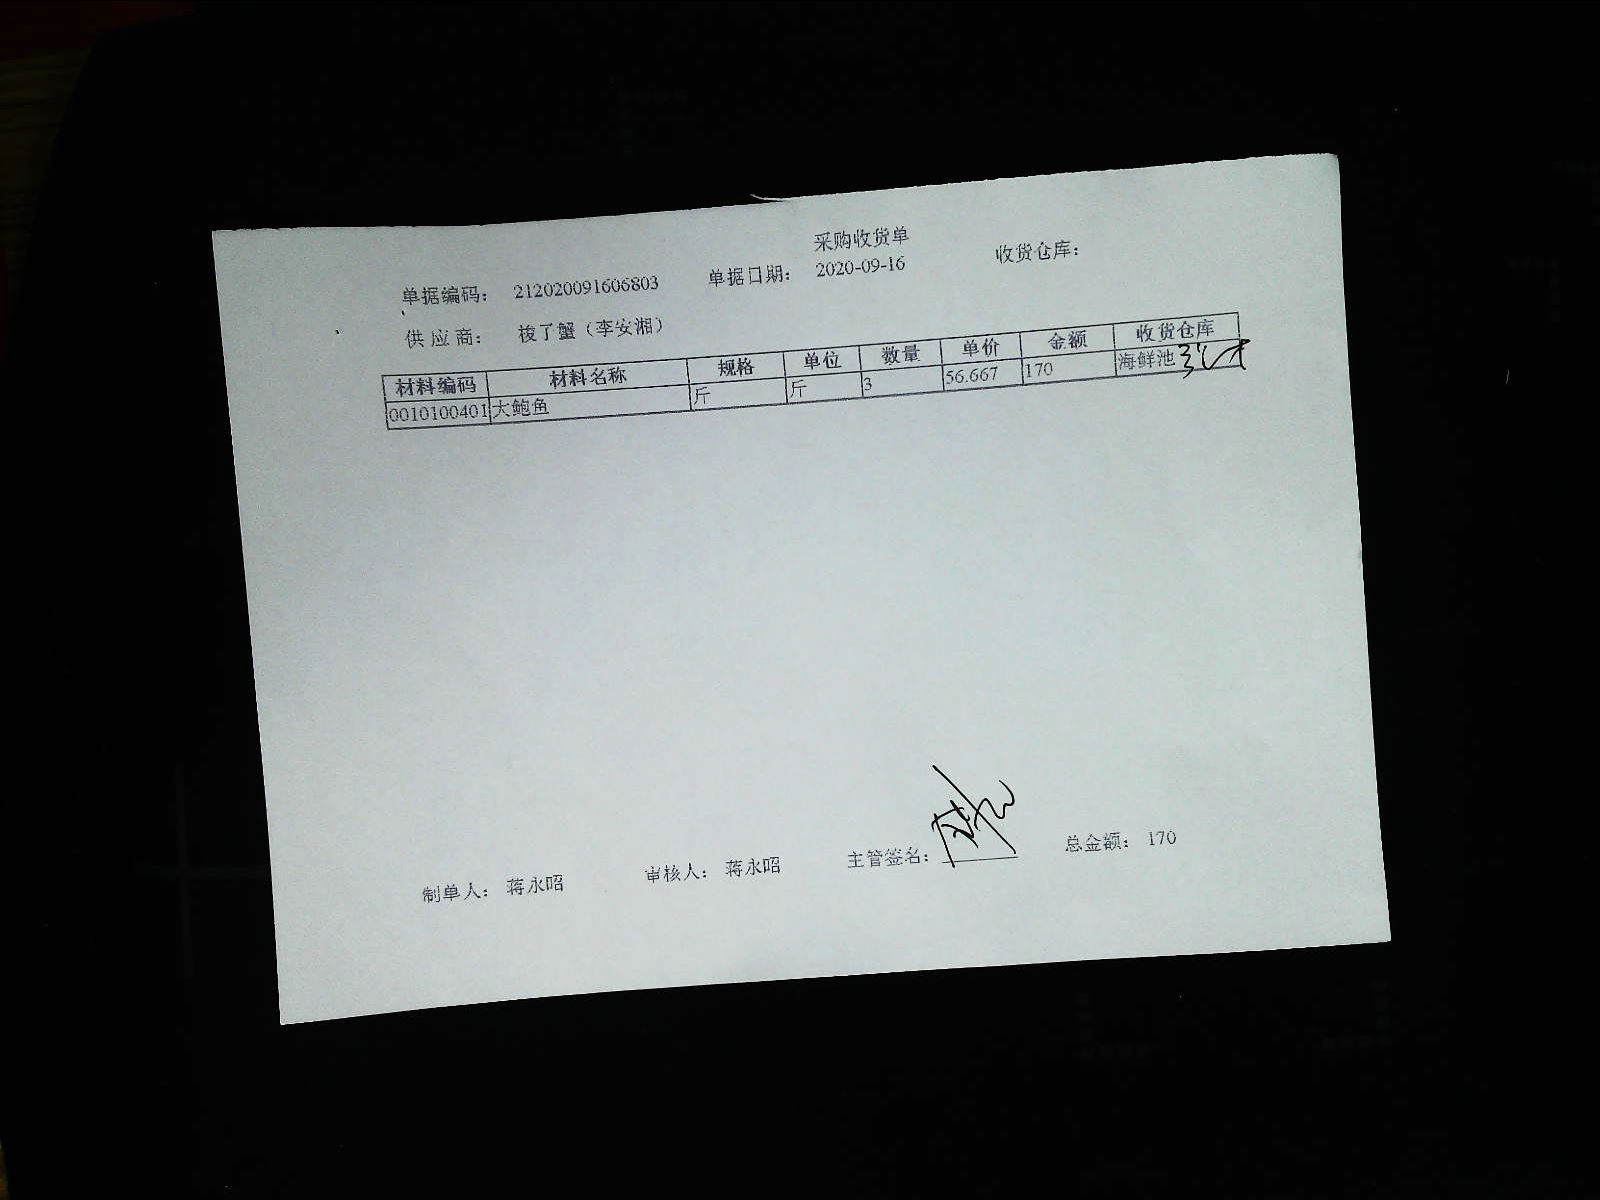 采购收货单
单据编码： 212020091606803 单据日期： 2020-09-16 收货仓库：
供 应 商： 梭子蟹（李安湘）
材料编码 材料名称 规格 单位 数量 单价 金额 收货仓库
0010100401 大鲍鱼 斤 斤 3 56.667 170 海鲜池
制单人： 蒋永昭 审核人： 蒋永昭 主管签名： 总金额： 170